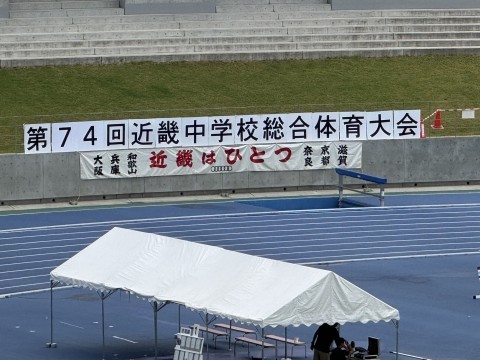 第74回近畿中学校総合体育大会
大阪 兵庫 和歌山 近畿はひとつ 奈良 京都 滋賀